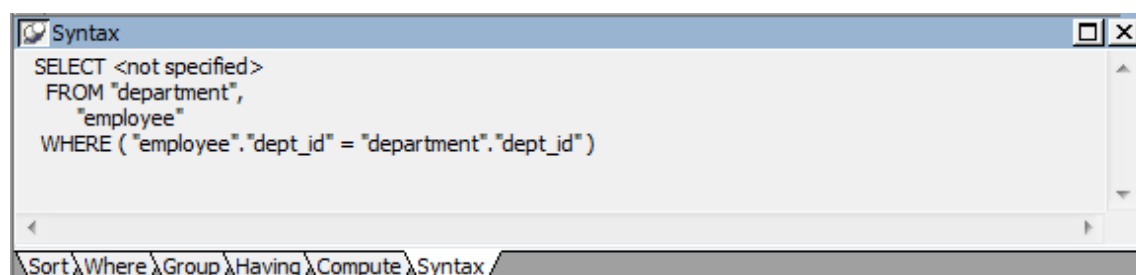 Syntax
SELECT <not specified>
FROM "department",
"employee"
WHERE ( "employee"."dept_id" = "department"."dept_id" )
Sort Where Group Having Compute Syntax